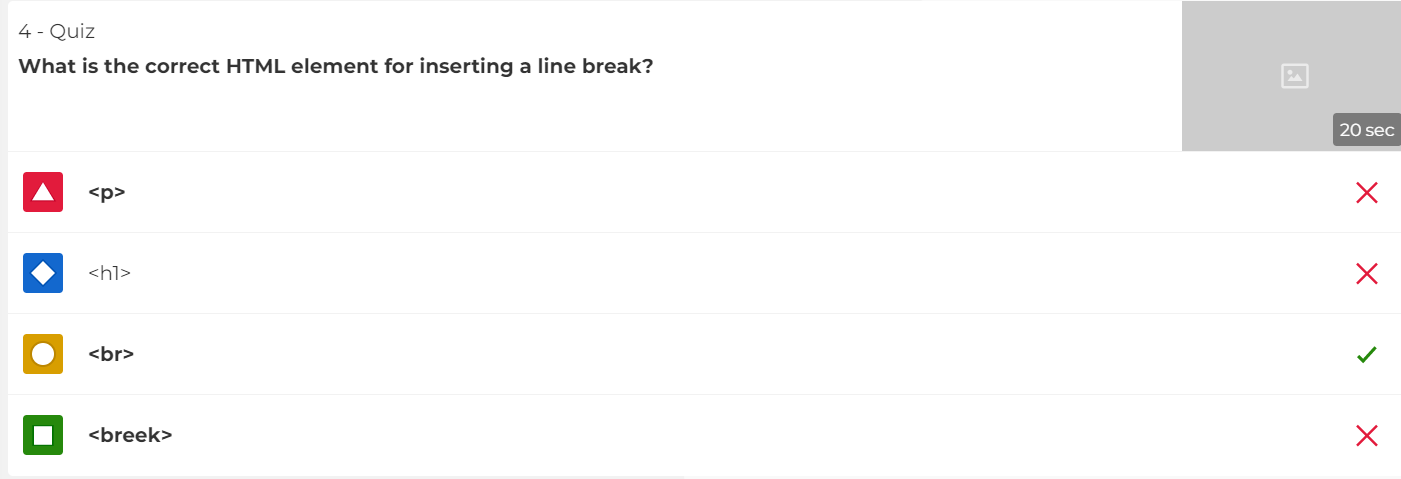 4 - Quiz
What is the correct HTML element for inserting a line break?
20 sec
<p>
<h1>
<br>
<breek>